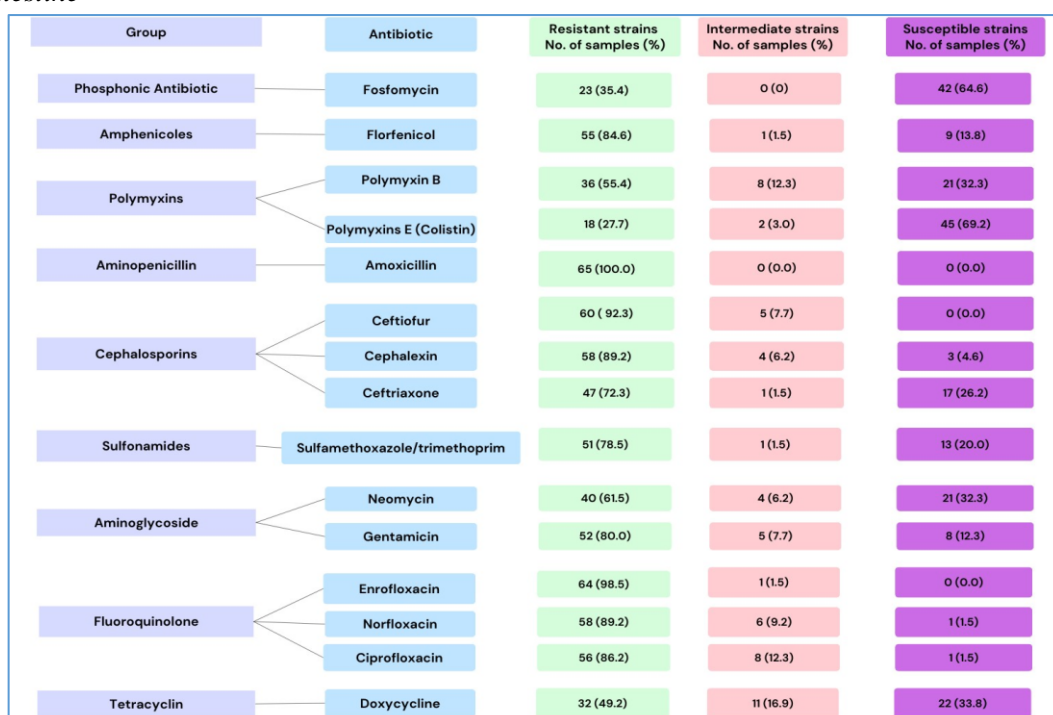 Group Antibiotic Resistant strains No. of samples (%) Intermediate strains No. of samples (%) Susceptible strains No. of samples (%)
Phosphonic Antibiotic Fosfomycin 23 (35.4) 0 (0) 42 (64.6)
Amphenicoles Florfenicol 55 (84.6) 1 (1.5) 9 (13.8)
Polymyxins
Polymyxin B 36 (55.4) 8 (12.3) 21 (32.3)
Polymyxins E (Colistin) 18 (27.7) 2 (3.0) 45 (69.2)
Aminopenicillin Amoxicillin 65 (100.0) 0 (0.0) 0 (0.0)
Cephalosporins
Ceftiofur 60 ( 92.3) 5 (7.7) 0 (0.0)
Cephalexin 58 (89.2) 4 (6.2) 3 (4.6)
Ceftriaxone 47 (72.3) 1 (1.5) 17 (26.2)
Sulfonamides Sulfamethoxazole/trimethoprim 51 (78.5) 1 (1.5) 13 (20.0)
Aminoglycoside
Neomycin 40 (61.5) 4 (6.2) 21 (32.3)
Gentamicin 52 (80.0) 5 (7.7) 8 (12.3)
Fluoroquinolone
Enrofloxacin 64 (98.5) 1 (1.5) 0 (0.0)
Norfloxacin 58 (89.2) 6 (9.2) 1 (1.5)
Ciprofloxacin 56 (86.2) 8 (12.3) 1 (1.5)
Tetracyclin Doxycycline 32 (49.2) 11 (16.9) 22 (33.8)